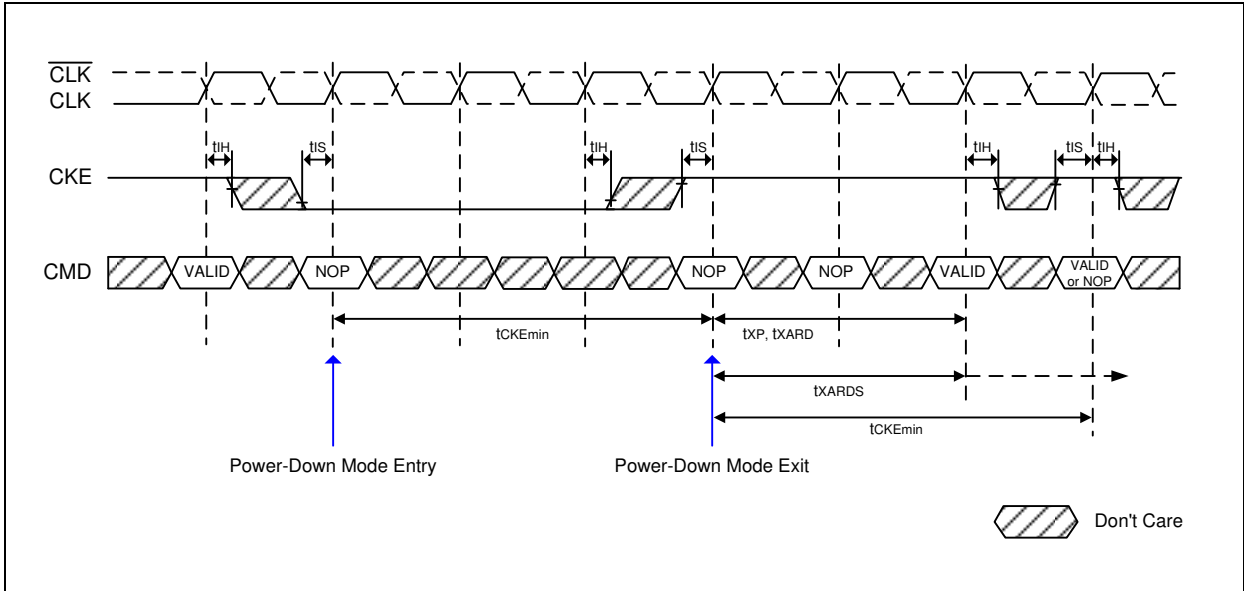 CLK
CLK
tIH tIS tIH tIS tIH tIS tIH
CKE
CMD VALID NOP NOP NOP VALID VALID or NOP
tCKEmin tXP, tXARD
tXARDS
tCKEmin
Power-Down Mode Entry Power-Down Mode Exit
Don't Care